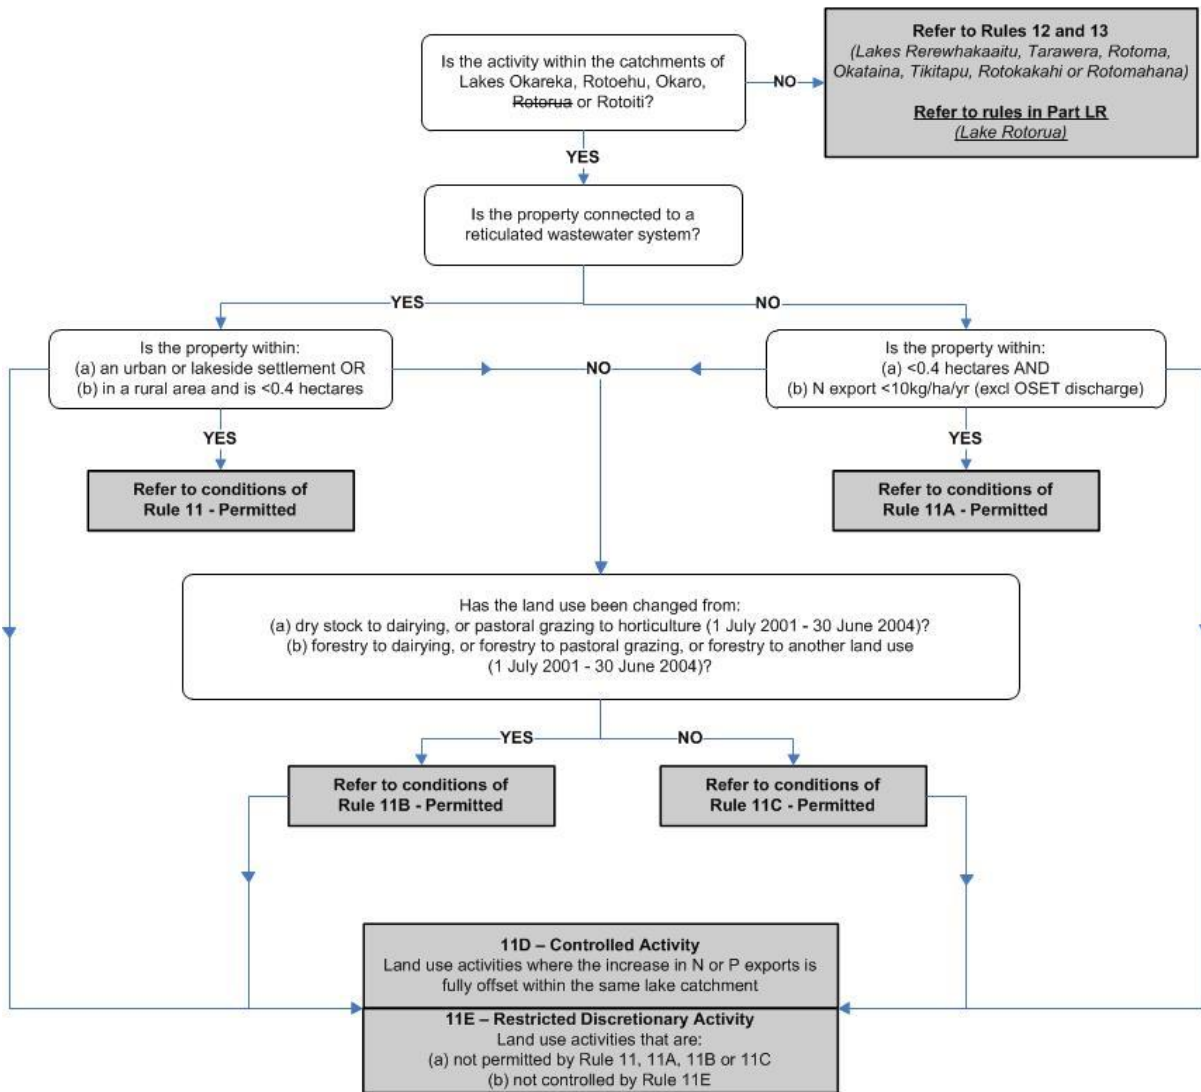 Is the activity within the catchments of
Lakes Okareka, Rotoehu, Okaro,
Rotorua or Rotoiti?
NO
Refer to Rules 12 and 13
(Lakes Rerewhakaaitu, Tarawera, Rotoma,
Okataina, Tikitapu, Rotokakahi or Rotomahana)
Refer to rules in Part LR
(Lake Rotorua)
YES
Is the property connected to a
reticulated wastewater system?
YES
NO
Is the property within:
(a) an urban or lakeside settlement OR
(b) in a rural area and is <0.4 hectares
NO
Is the property within:
(a) <0.4 hectares AND
(b) N export <10kg/ha/yr (excl OSET discharge)
YES
YES
Refer to conditions of
Rule 11 - Permitted
Refer to conditions of
Rule 11A - Permitted
Has the land use been changed from:
(a) dry stock to dairying, or pastoral grazing to horticulture (1 July 2001 - 30 June 2004)?
(b) forestry to dairying, or forestry to pastoral grazing, or forestry to another land use
(1 July 2001 - 30 June 2004)?
YES
NO
Refer to conditions of
Rule 11B - Permitted
Refer to conditions of
Rule 11C - Permitted
11D – Controlled Activity
Land use activities where the increase in N or P exports is
fully offset within the same lake catchment
11E – Restricted Discretionary Activity
Land use activities that are:
(a) not permitted by Rule 11, 11A, 11B or 11C
(b) not controlled by Rule 11E